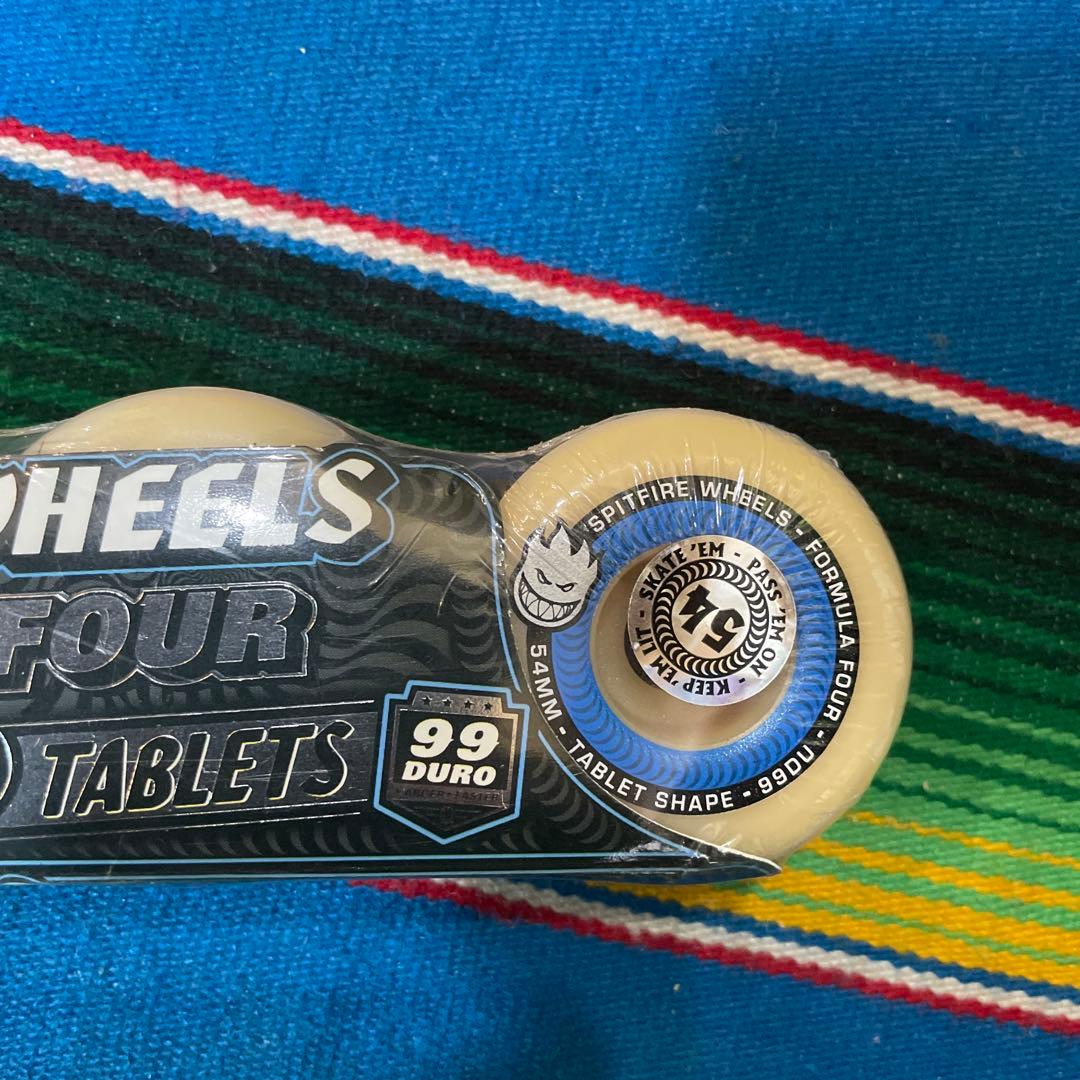 WHEELS
FOUR
TABLETS
99
DURO
SPITFIRE WHEELS - FORMULA FOUR - 99DU
54MM - TABLET SHAPE -
SKATE 'EM - PASS 'EM ON - KEEP 'EM LIT -
54